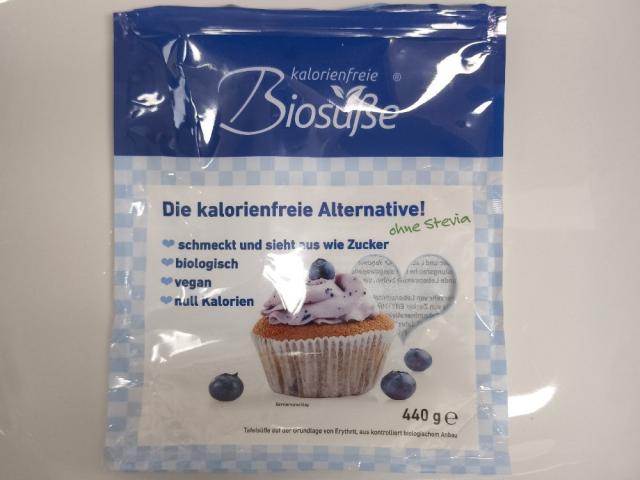 kalorienfreie ®
Biosüße
Die kalorienfreie Alternative!
ohne Stevia
schmeckt und sieht aus wie Zucker
biologisch
vegan
null Kalorien
Serviervorschlag
440 g ℮
Tafelsüße auf der Grundlage von Erythrit, aus kontrolliert biologischem Anbau